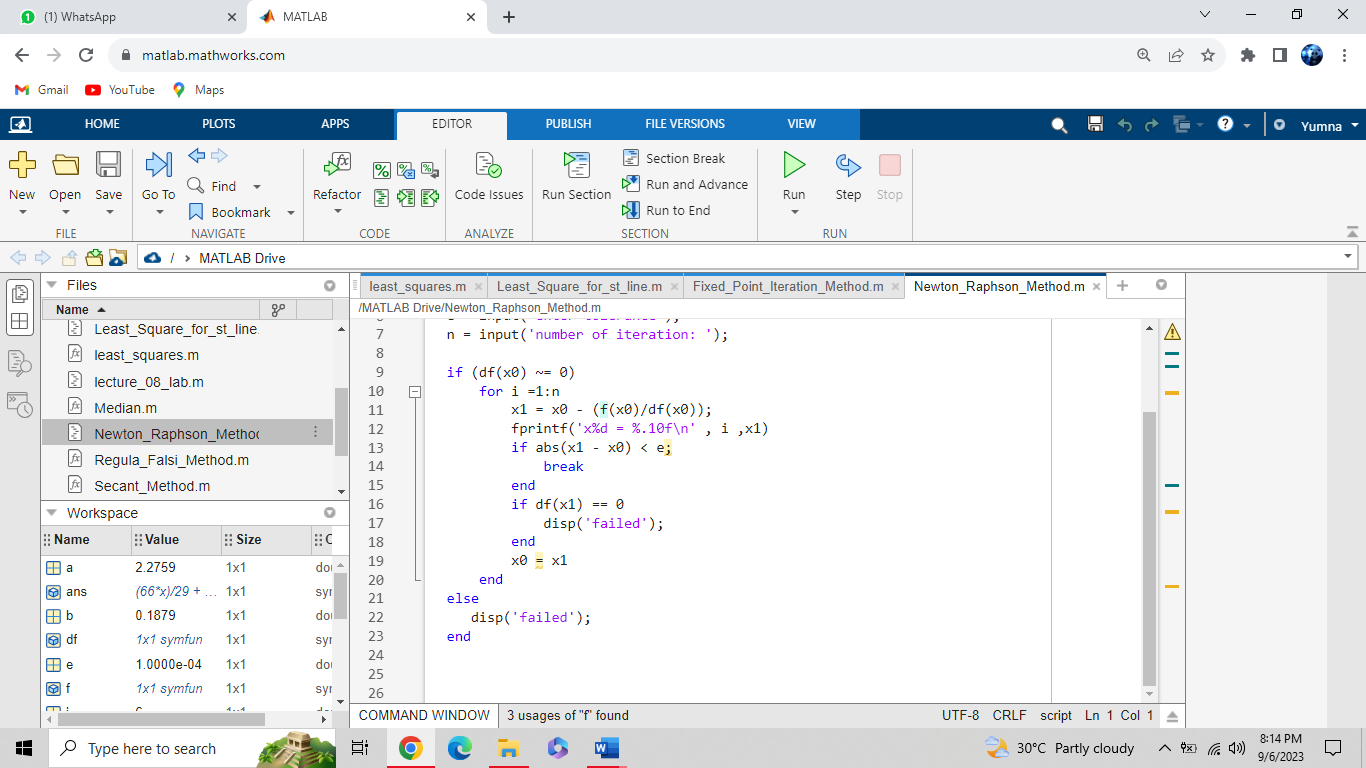 (1) WhatsApp
MATLAB
matlab.mathworks.com
Gmail
YouTube
Maps
HOME
PLOTS
APPS
EDITOR
PUBLISH
FILE VERSIONS
VIEW
Yumna
New
Open
Save
Go To
Find
Bookmark
Refactor
Code Issues
Run Section
Section Break
Run and Advance
Run to End
Run
Step
Stop
FILE
NAVIGATE
CODE
ANALYZE
SECTION
RUN
/ › MATLAB Drive
Files
Name
Least_Square_for_st_line.
least_squares.m
lecture_08_lab.m
Median.m
Newton_Raphson_Method
Regula_Falsi_Method.m
Secant_Method.m
Workspace
Name Value Size C
a 2.2759 1x1 dou
ans (66*x)/29 + ... 1x1 syr
b 0.1879 1x1 dou
df 1x1 symfun 1x1 syr
e 1.0000e-04 1x1 dou
f 1x1 symfun 1x1 syr
least_squares.m
Least_Square_for_st_line.m
Fixed_Point_Iteration_Method.m
Newton_Raphson_Method.m
/MATLAB Drive/Newton_Raphson_Method.m
7 n = input('number of iteration: ');
8
9 if (df(x0) ~= 0)
10 for i =1:n
11 x1 = x0 - (f(x0)/df(x0));
12 fprintf('x%d = %.10f\n' , i ,x1)
13 if abs(x1 - x0) < e;
14 break
15 end
16 if df(x1) == 0
17 disp('failed');
18 end
19 x0 = x1
20 end
21 else
22 disp('failed');
23 end
24
25
26
COMMAND WINDOW
3 usages of "f" found
UTF-8 CRLF script Ln 1 Col 1
Type here to search
30°C Partly cloudy
8:14 PM
9/6/2023